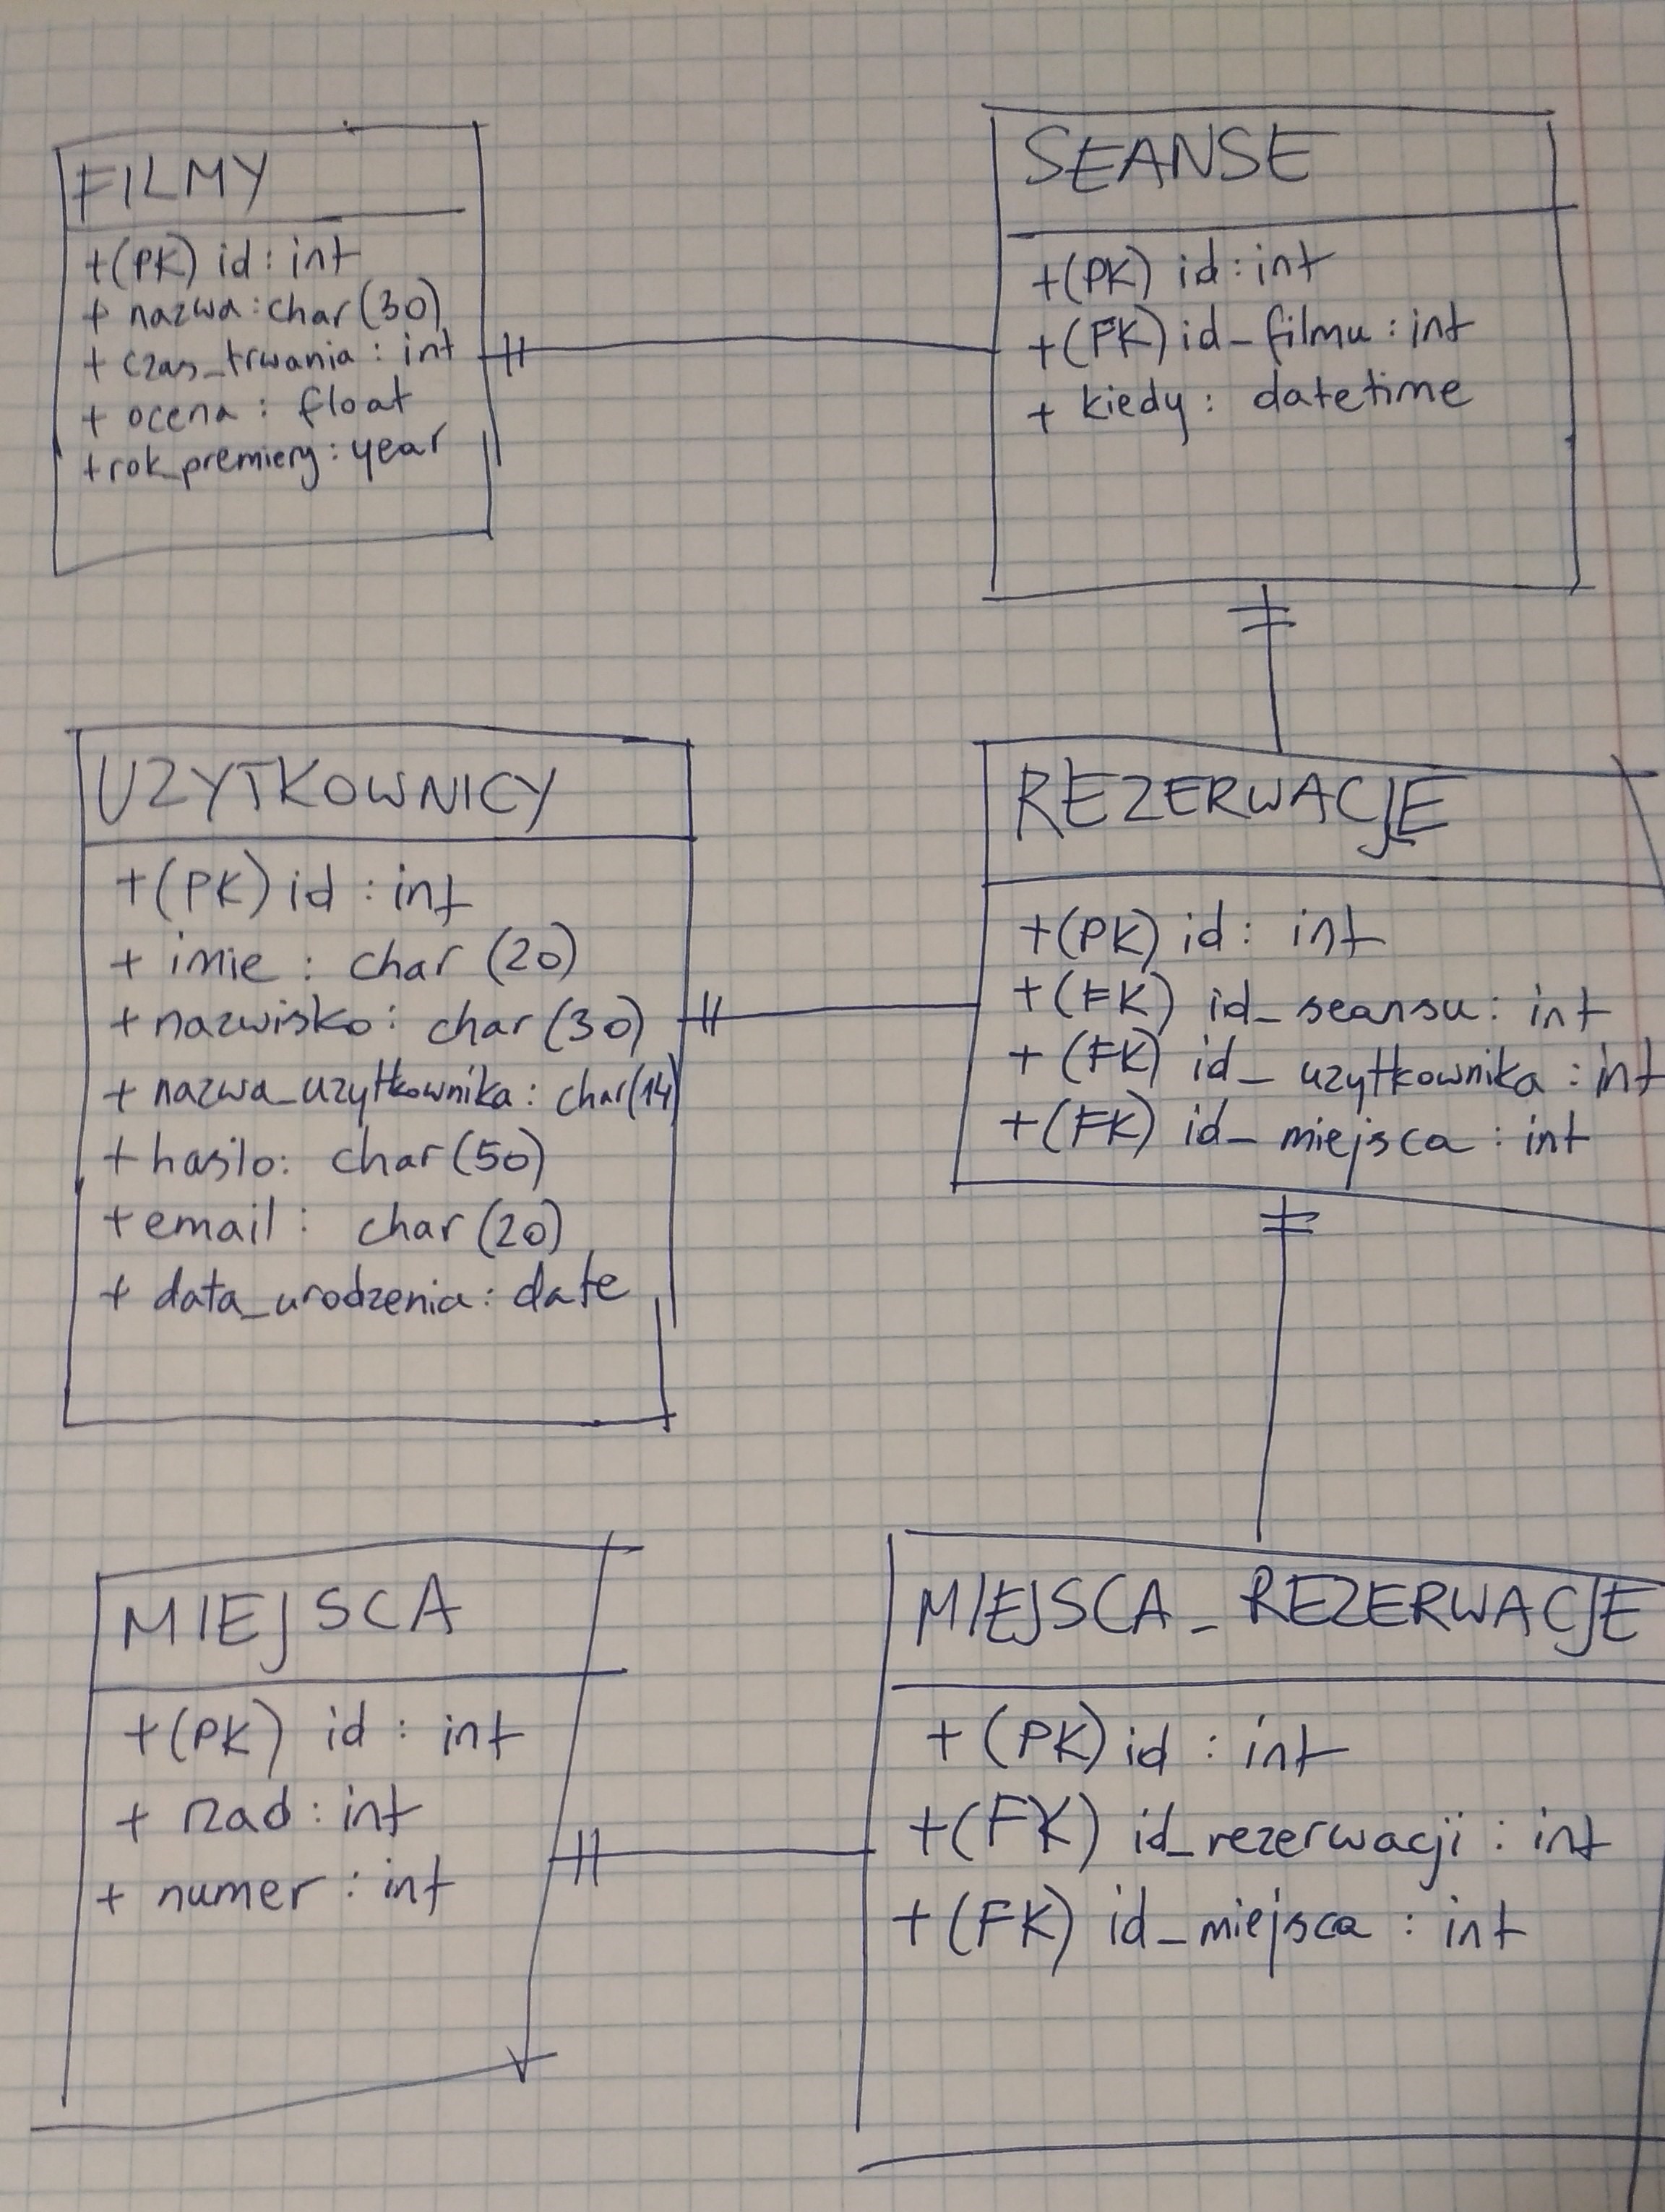 FILMY
+(PK) id: int
+ nazwa: char(30)
+ czas_trwania: int
+ ocena: float
+rok_premiery: year
SEANSE
+(PK) id: int
+(FK) id_filmu: int
+ kiedy: datetime
UZYTKOWNICY
+(PK) id: int
+ imie: char (20)
+ nazwisko: char(30)
+ nazwa_uzytkownika: char(14)
+ haslo: char(50)
+ email: char(20)
+ data_urodzenia: date
REZERWACJE
+(PK) id: int
+(FK) id_seansu: int
+ (FK) id_uzytkownika: int
+(FK) id_miejsca: int
MIEJSCA
+(PK) id: int
+ rzad: int
+ numer: int
MIEJSCA_REZERWACJE
+ (PK) id: int
+(FK) id_rezerwacji: int
+(FK) id_miejsca: int